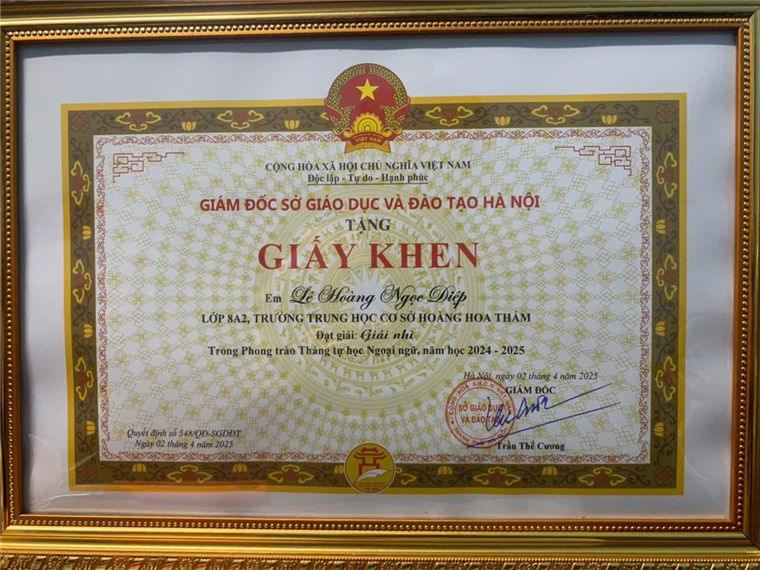 VIỆT NAM
CỘNG HÒA XÃ HỘI CHỦ NGHĨA VIỆT NAM
Độc lập - Tự do - Hạnh phúc
GIÁM ĐỐC SỞ GIÁO DỤC VÀ ĐÀO TẠO HÀ NỘI
TẶNG
GIẤY KHEN
Em Lê Hoàng Ngọc Diệp
LỚP 8A2, TRƯỜNG TRUNG HỌC CƠ SỞ HOÀNG HOA THÁM
Đạt giải: Giải nhì
Trong Phong trào Tháng tự học Ngoại ngữ, năm học 2024 - 2025
Hà Nội, ngày 02 tháng 4 năm 2025
GIÁM ĐỐC
SỞ GIÁO DỤC
VÀ ĐÀO TẠO
Trần Thế Cương
Quyết định số 548/QĐ-SGDĐT
Ngày 02 tháng 4 năm 2025